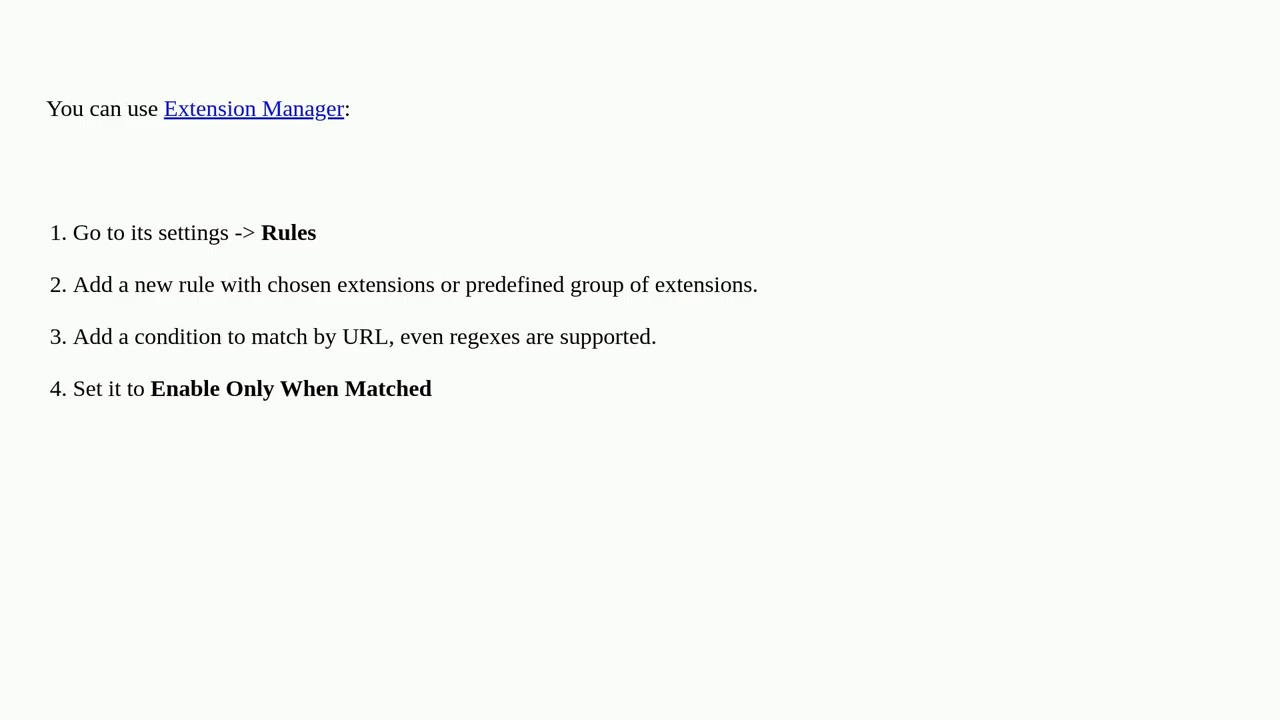 You can use Extension Manager:
1. Go to its settings -> Rules
2. Add a new rule with chosen extensions or predefined group of extensions.
3. Add a condition to match by URL, even regexes are supported.
4. Set it to Enable Only When Matched